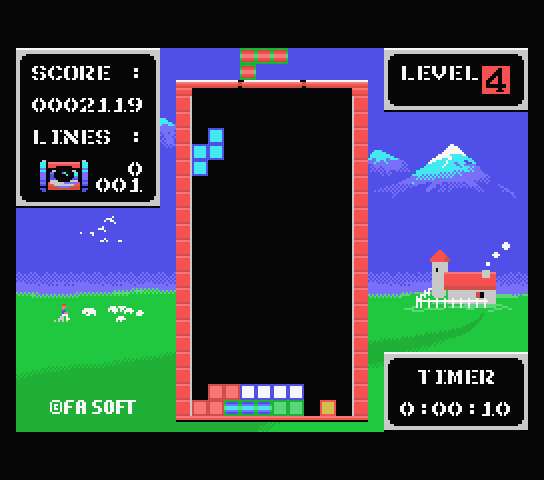 SCORE :
0002119
LINES :
0
001
LEVEL 4
TIMER
0:00:10
©FA SOFT